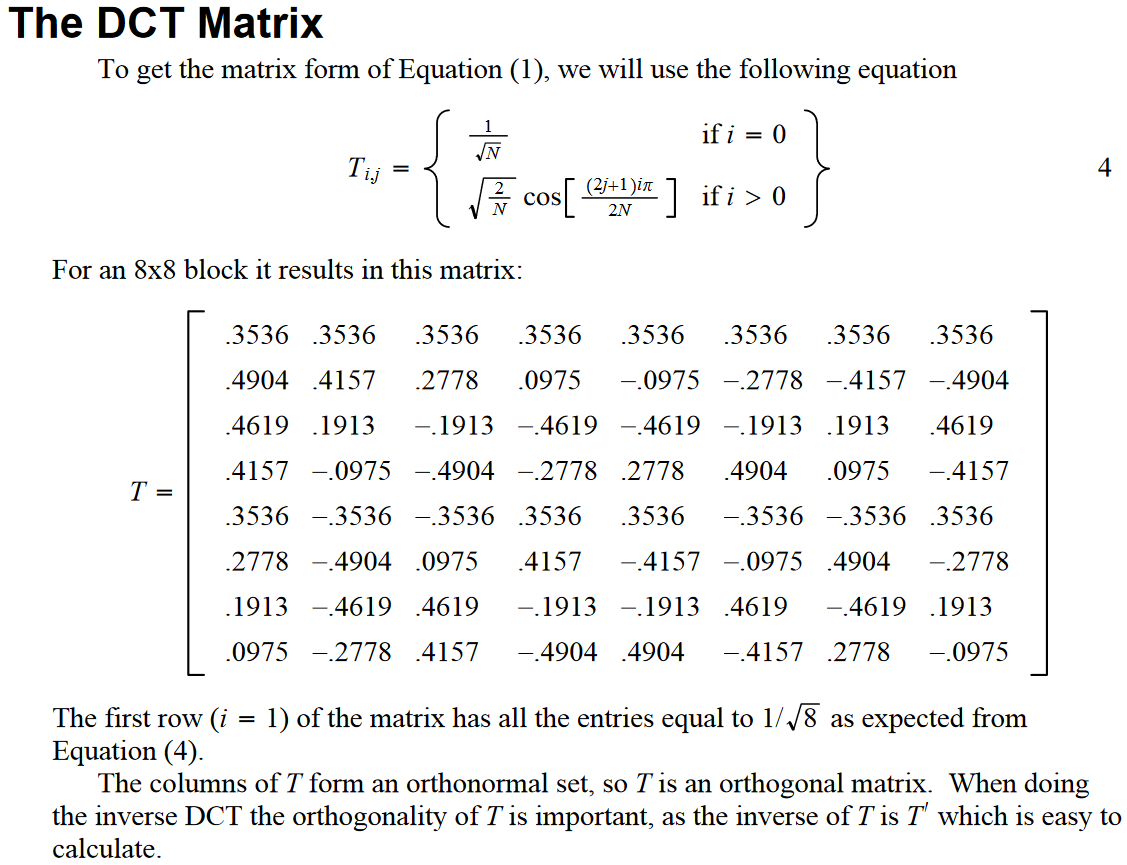 The DCT Matrix
To get the matrix form of Equation (1), we will use the following equation
T_{i,j} = { \frac{1}{\sqrt{N}} if i = 0
\sqrt{\frac{2}{N}} cos[ \frac{(2j+1)iπ}{2N} ] if i > 0 } 4
For an 8x8 block it results in this matrix:
.3536 .3536 .3536 .3536 .3536 .3536 .3536 .3536
.4904 .4157 .2778 .0975 −.0975 −.2778 −.4157 −.4904
.4619 .1913 −.1913 −.4619 −.4619 −.1913 .1913 .4619
.4157 −.0975 −.4904 −.2778 .2778 .4904 .0975 −.4157
T =
.3536 −.3536 −.3536 .3536 .3536 −.3536 −.3536 .3536
.2778 −.4904 .0975 .4157 −.4157 −.0975 .4904 −.2778
.1913 −.4619 .4619 −.1913 −.1913 .4619 −.4619 .1913
.0975 −.2778 .4157 −.4904 .4904 −.4157 .2778 −.0975
The first row (i = 1) of the matrix has all the entries equal to 1/√8 as expected from
Equation (4).
The columns of T form an orthonormal set, so T is an orthogonal matrix. When doing
the inverse DCT the orthogonality of T is important, as the inverse of T is T′ which is easy to
calculate.